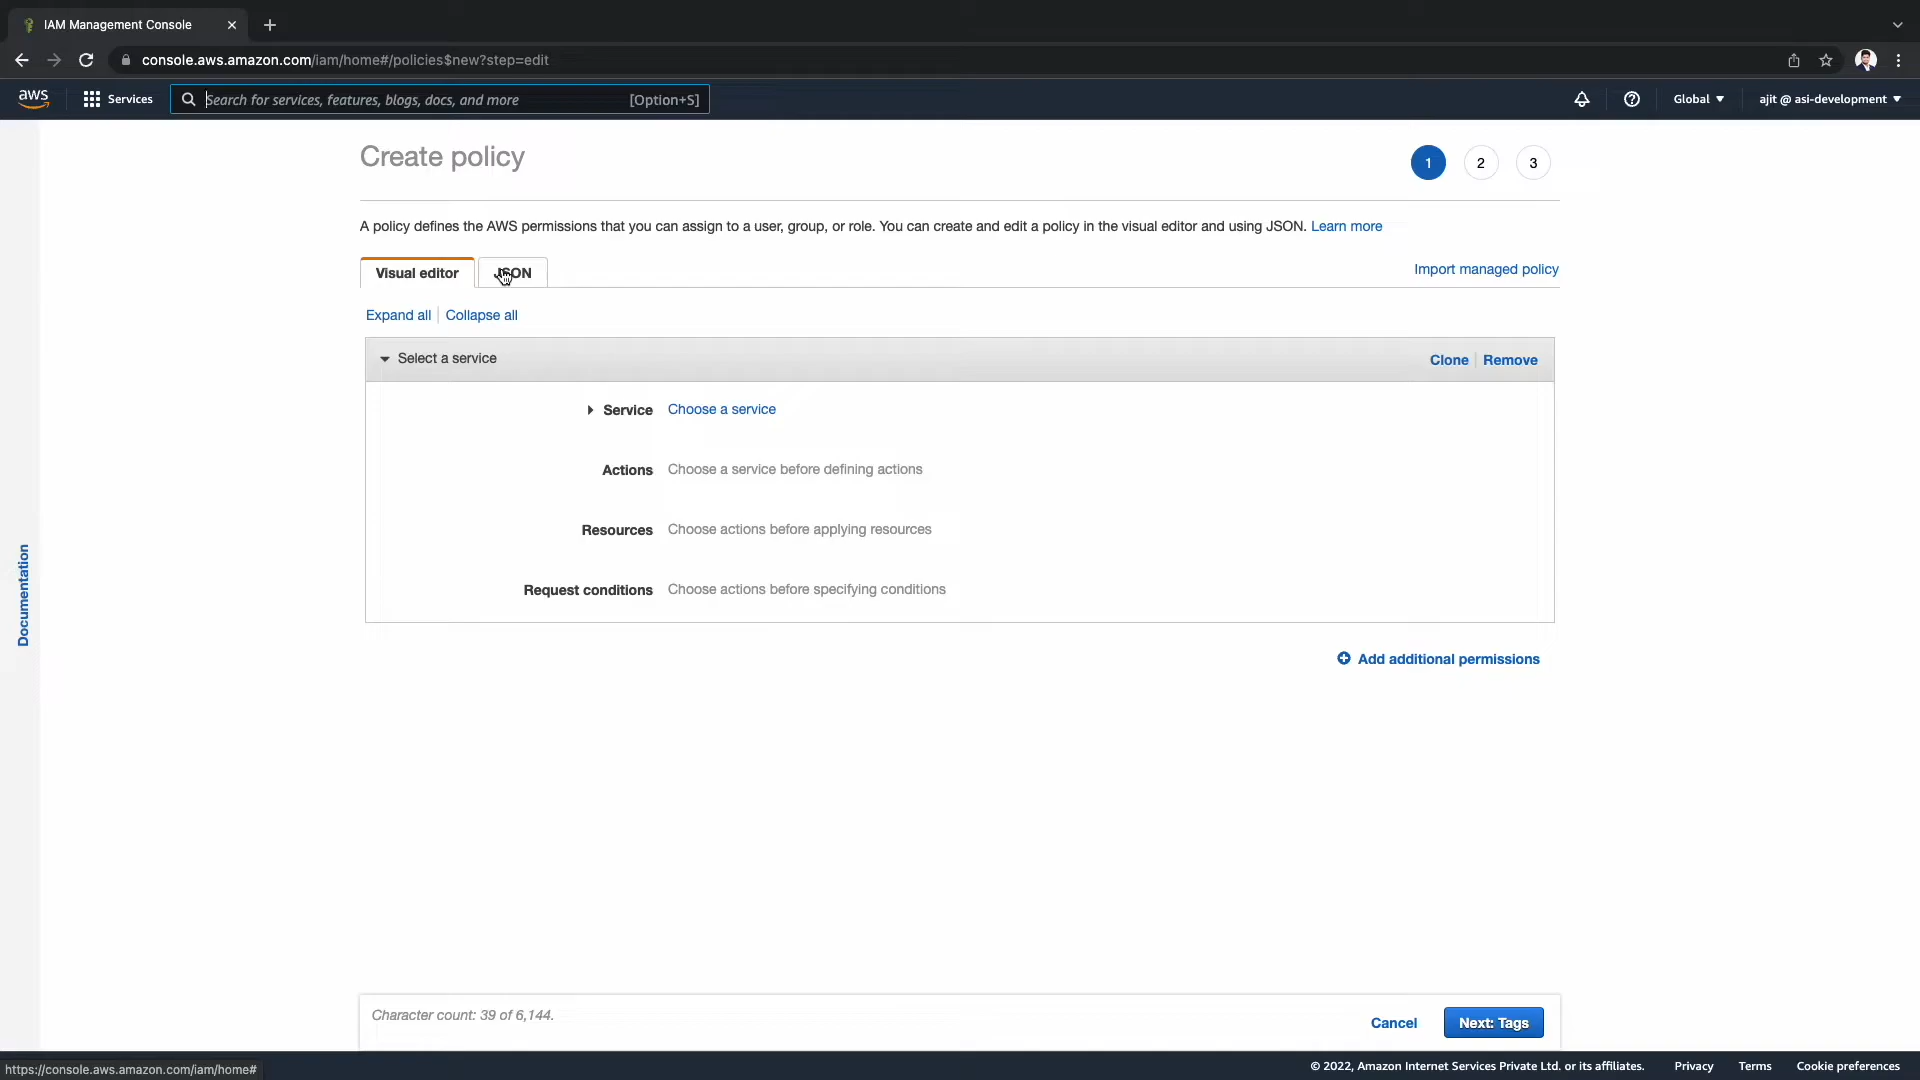 IAM Management Console
console.aws.amazon.com/iam/home#/policies$new?step=edit
aws
Services
Search for services, features, blogs, docs, and more
[Option+S]
Global
ajit @ asi-development
Create policy
1
2
3
A policy defines the AWS permissions that you can assign to a user, group, or role. You can create and edit a policy in the visual editor and using JSON. Learn more
Visual editor
JSON
Import managed policy
Expand all
Collapse all
Select a service
Clone
Remove
Service
Choose a service
Actions
Choose a service before defining actions
Resources
Choose actions before applying resources
Request conditions
Choose actions before specifying conditions
Add additional permissions
Documentation
Character count: 39 of 6,144.
Cancel
Next: Tags
https://console.aws.amazon.com/iam/home#
© 2022, Amazon Internet Services Private Ltd. or its affiliates.
Privacy
Terms
Cookie preferences